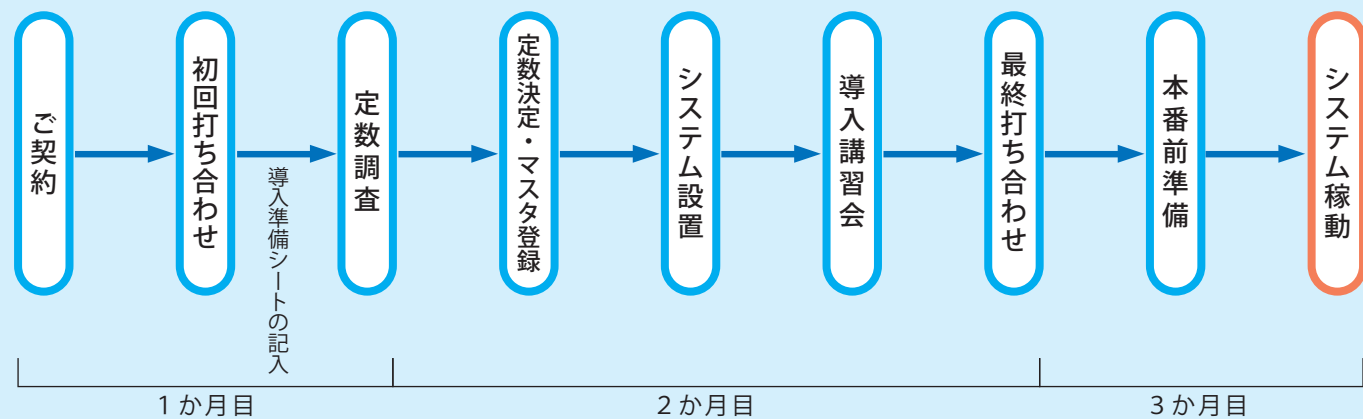 ご契約
初回打ち合わせ
導入準備シートの記入
定数調査
定数決定・マスタ登録
システム設置
導入講習会
最終打ち合わせ
本番前準備
システム稼動
1か月目
2か月目
3か月目